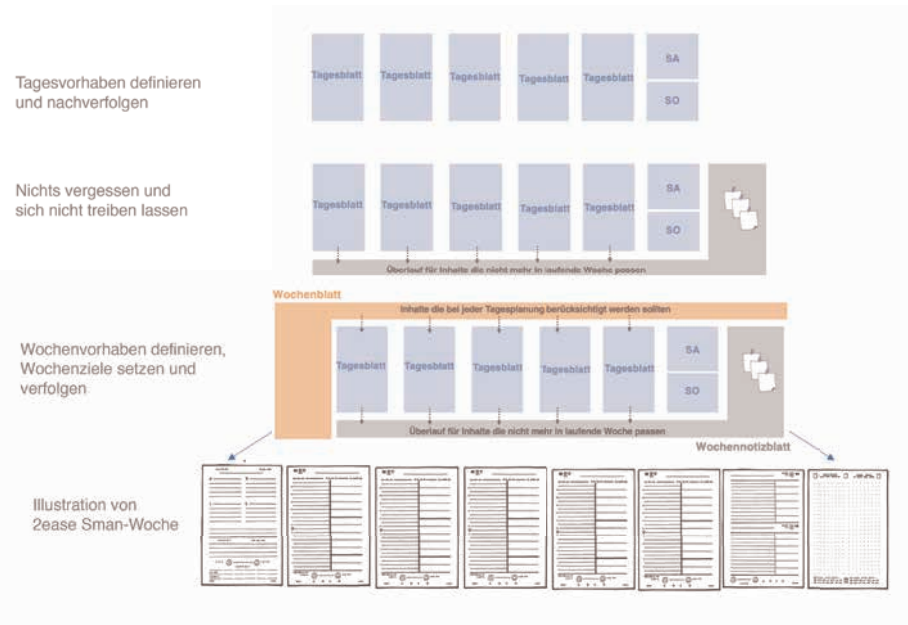 Tagesvorhaben definieren
und nachverfolgen
Tagesblatt
Tagesblatt
Tagesblatt
Tagesblatt
Tagesblatt
SA
SO
Nichts vergessen und
sich nicht treiben lassen
Tagesblatt
Tagesblatt
Tagesblatt
Tagesblatt
Tagesblatt
SA
SO
Überlauf für Inhalte die nicht mehr in laufende Woche passen
Wochenblatt
Inhalte die bei jeder Tagesplanung berücksichtigt werden sollten
Wochenvorhaben definieren,
Wochenziele setzen und
verfolgen
Tagesblatt
Tagesblatt
Tagesblatt
Tagesblatt
Tagesblatt
SA
SO
Überlauf für Inhalte die nicht mehr in laufende Woche passen
Wochennotizblatt
Illustration von
2ease Sman-Woche